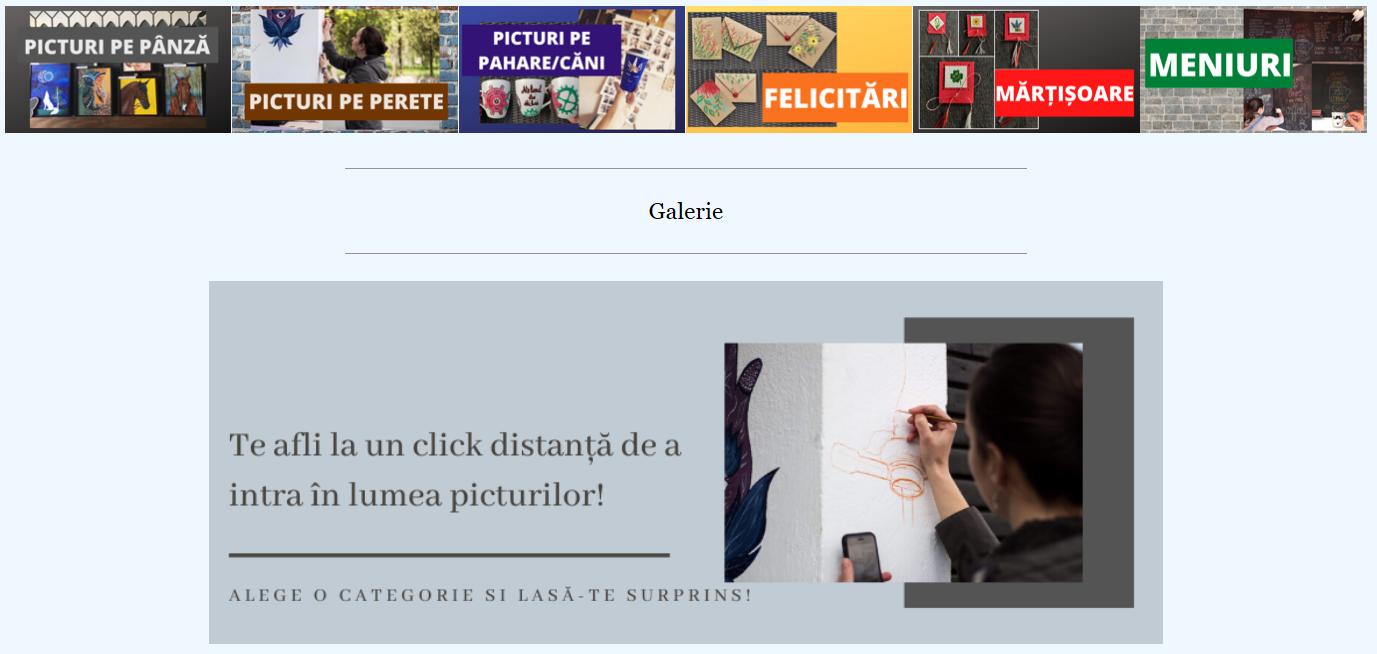 PICTURI PE PÂNZĂ
PICTURI PE PERETE
PICTURI PE
PAHARE/CĂNI
FELICITĂRI
MĂRȚIȘOARE
MENIURI
Galerie
Te afli la un click distanță de a
intra în lumea picturilor!
ALEGE O CATEGORIE SI LASĂ-TE SURPRINS!